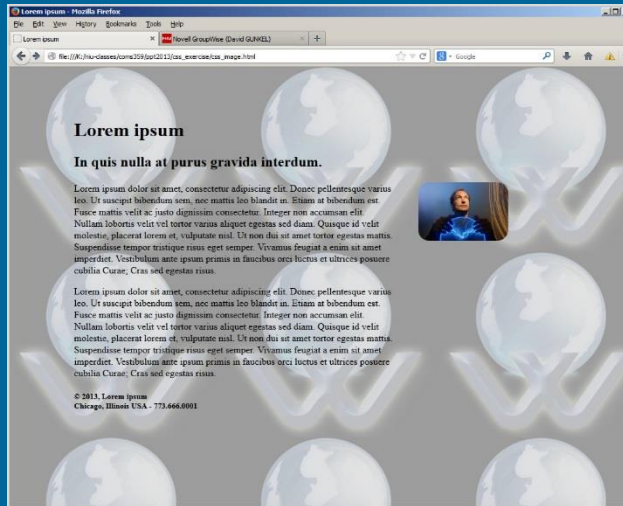 Lorem ipsum - Mozilla Firefox
File Edit View History Bookmarks Tools Help
Lorem ipsum × Novell GroupWise (David GUNKEL) × +
file:///K:/niu-classes/coms359/ppt2013/css_exercise/css_image.html Google
Lorem ipsum
In quis nulla at purus gravida interdum.
Lorem ipsum dolor sit amet, consectetur adipiscing elit. Donec pellentesque varius
leo. Ut suscipit bibendum sem, nec mattis leo blandit in. Etiam at bibendum est.
Fusce mattis velit ac justo dignissim consectetur. Integer non accumsan elit.
Nullam lobortis velit vel tortor varius aliquet egestas sed diam. Quisque id velit
molestie, placerat lorem et, vulputate nisl. Ut non dui sit amet tortor egestas mattis.
Suspendisse tempor tristique risus eget semper. Vivamus feugiat a enim sit amet
imperdiet. Vestibulum ante ipsum primis in faucibus orci luctus et ultrices posuere
cubilia Curae; Cras sed egestas risus.
Lorem ipsum dolor sit amet, consectetur adipiscing elit. Donec pellentesque varius
leo. Ut suscipit bibendum sem, nec mattis leo blandit in. Etiam at bibendum est.
Fusce mattis velit ac justo dignissim consectetur. Integer non accumsan elit.
Nullam lobortis velit vel tortor varius aliquet egestas sed diam. Quisque id velit
molestie, placerat lorem et, vulputate nisl. Ut non dui sit amet tortor egestas mattis.
Suspendisse tempor tristique risus eget semper. Vivamus feugiat a enim sit amet
imperdiet. Vestibulum ante ipsum primis in faucibus orci luctus et ultrices posuere
cubilia Curae; Cras sed egestas risus.
© 2013, Lorem ipsum
Chicago, Illinois USA - 773.666.0001